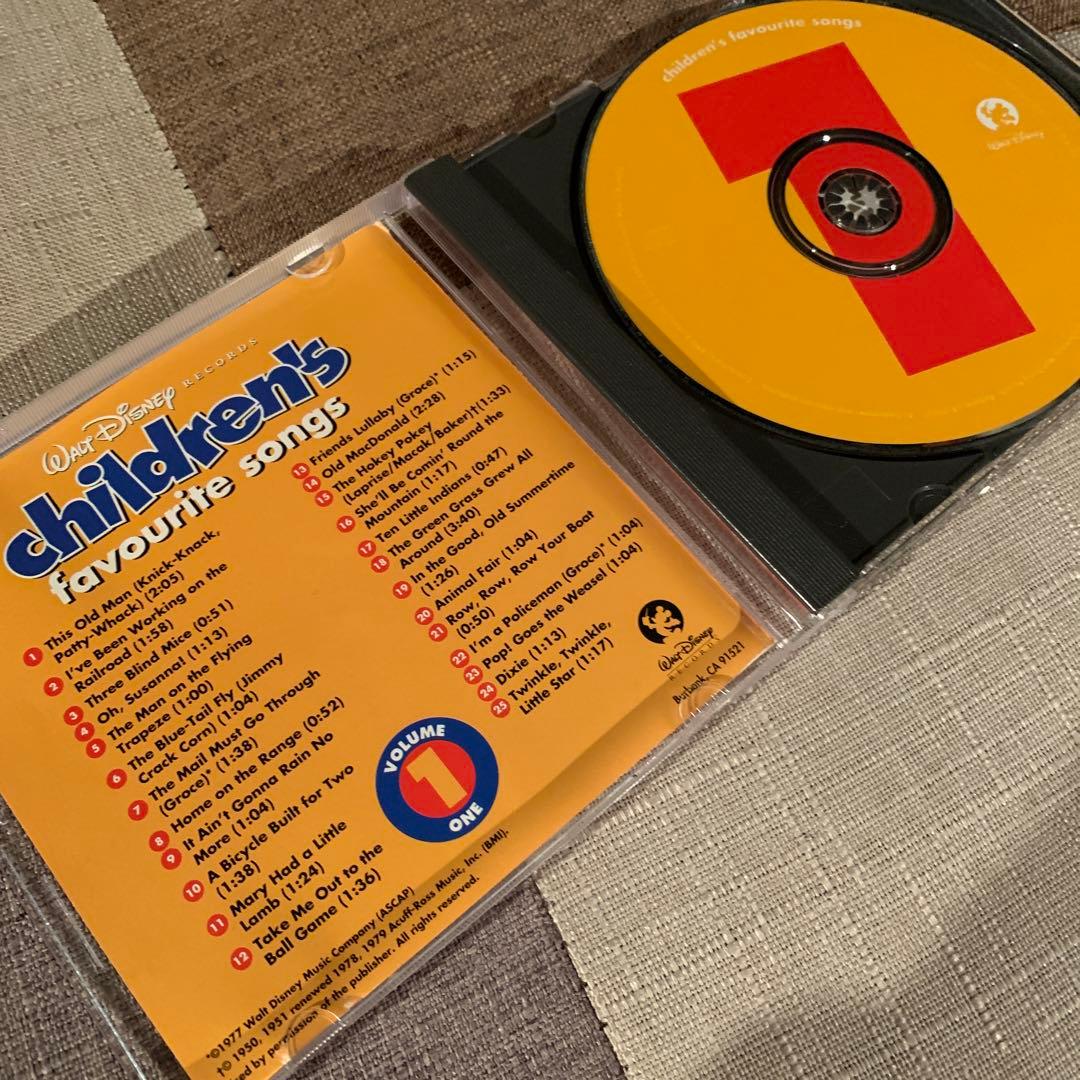 WALT DISNEY RECORDS
children's
favourite songs
1 This Old Man (Knick-Knack,
Patty-Whack) (2:05)
2 I've Been Working on the
Railroad (1:58)
3 Three Blind Mice (0:51)
4 Oh, Susanna! (1:13)
5 The Man on the Flying
Trapeze (1:00)
6 The Blue-Tail Fly (Jimmy
Crack Corn) (1:04)
7 The Mail Must Go Through
(Groce)* (1:38)
8 Home on the Range (0:52)
9 It Ain't Gonna Rain No
More (1:04)
10 A Bicycle Built for Two
(1:38)
11 Mary Had a Little
Lamb (1:24)
12 Take Me Out to the
Ball Game (1:36)
13 Friends Lullaby (Groce)* (1:15)
14 Old MacDonald (2:28)
15 The Hokey Pokey
(Laprise/Macak/Baker)†(1:33)
16 She'll Be Comin' Round the
Mountain (1:17)
17 Ten Little Indians (0:47)
18 The Green Grass Grew All
Around (3:40)
19 In the Good, Old Summertime
(1:26)
20 Animal Fair (1:04)
21 Row, Row, Row Your Boat
(0:50)
22 I'm a Policeman (Groce)* (1:04)
23 Pop! Goes the Weasel (1:04)
24 Dixie (1:13)
25 Twinkle, Twinkle,
Little Star (1:17)
VOLUME
1
ONE
WALT DISNEY
RECORDS
Burbank, CA 91521
*©1977 Walt Disney Music Company (ASCAP)
†© 1950, 1951 renewed 1978, 1979 Acuff-Ross Music, Inc. (BMI).
by permission of the publisher. All rights reserved.
children's favourite songs
1
WALT DISNEY